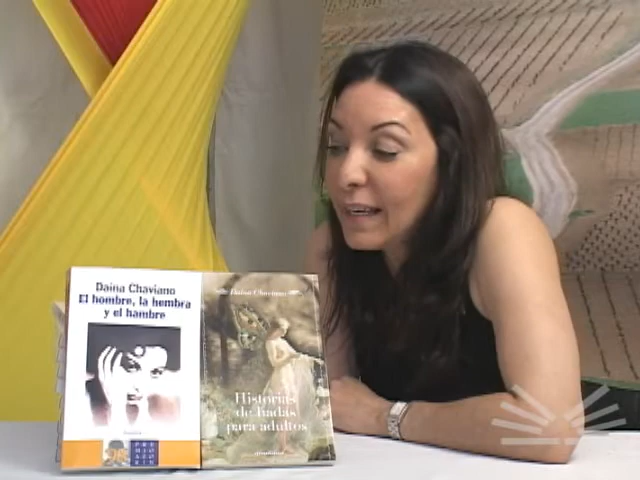 Daína Chaviano
El hombre, la hembra
y el hambre
Daína Chaviano
Historias
de hadas
para adultos